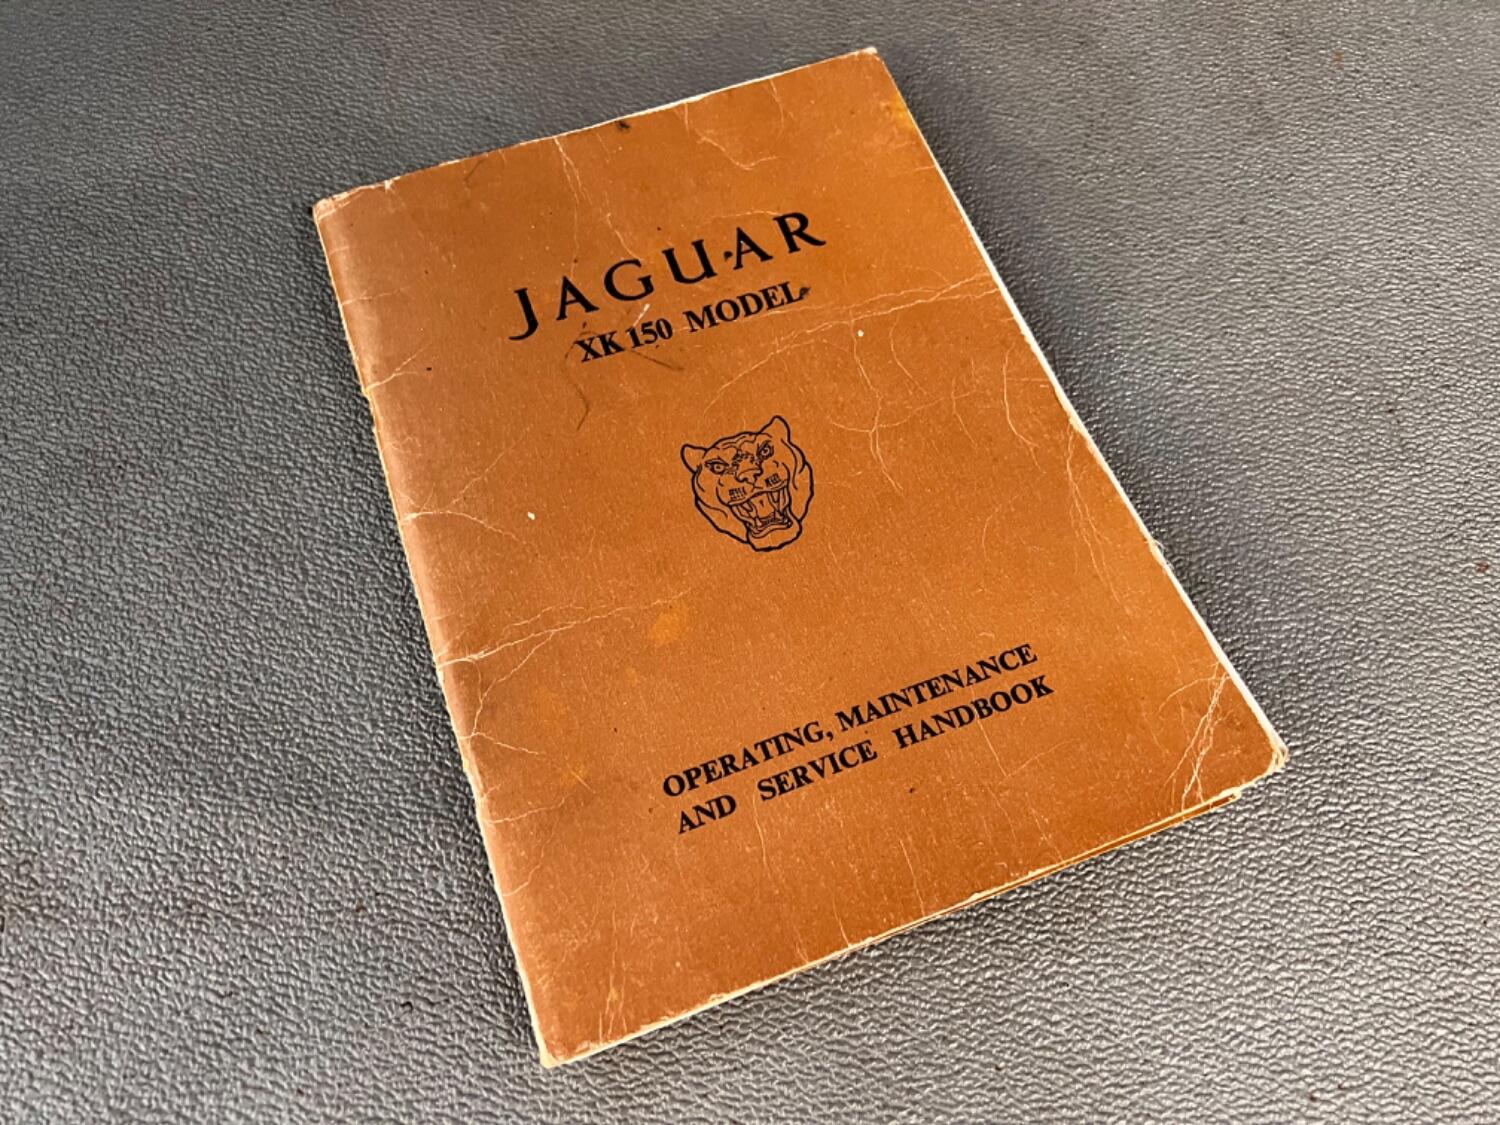 JAGUAR
XK 150 MODEL
OPERATING, MAINTENANCE
AND SERVICE HANDBOOK